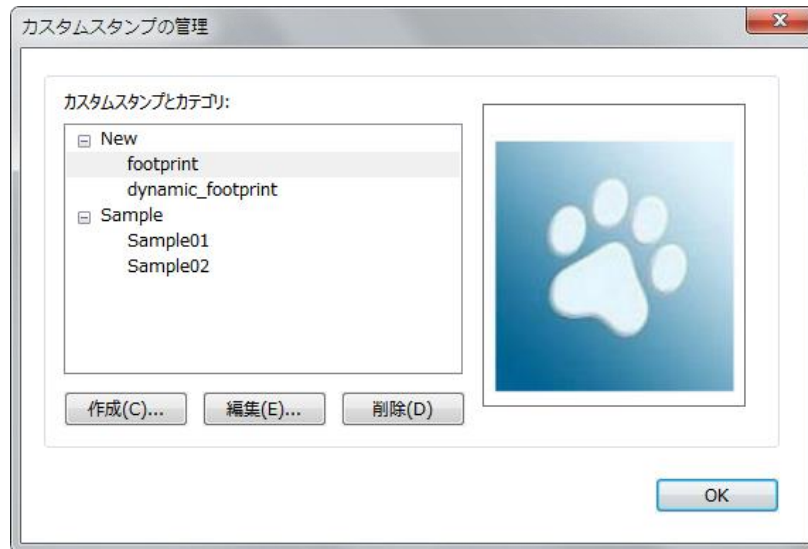 カスタムスタンプの管理
カスタムスタンプとカテゴリ:
New
footprint
dynamic_footprint
Sample
Sample01
Sample02
作成(C)... 編集(E)... 削除(D)
OK